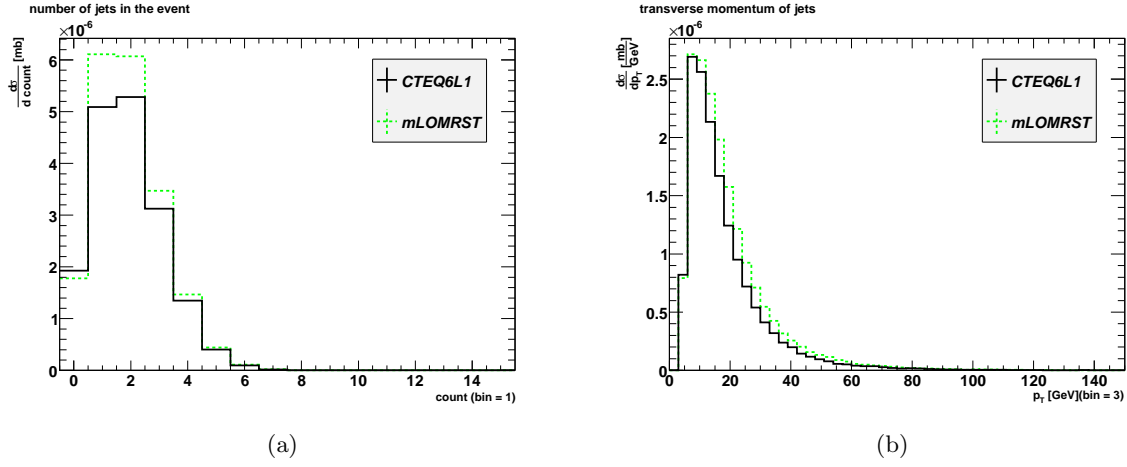 number of jets in the event
×10⁻⁶
dσ
d count [mb]
6
5
4
3
2
1
0
CTEQ6L1
mLOMRST
0 2 4 6 8 10 12 14
count (bin = 1)
(a)
transverse momentum of jets
×10⁻⁶
dσ [mb]
dp_T GeV
2.5
2
1.5
1
0.5
0
CTEQ6L1
mLOMRST
0 20 40 60 80 100 120 140
p_T [GeV](bin = 3)
(b)